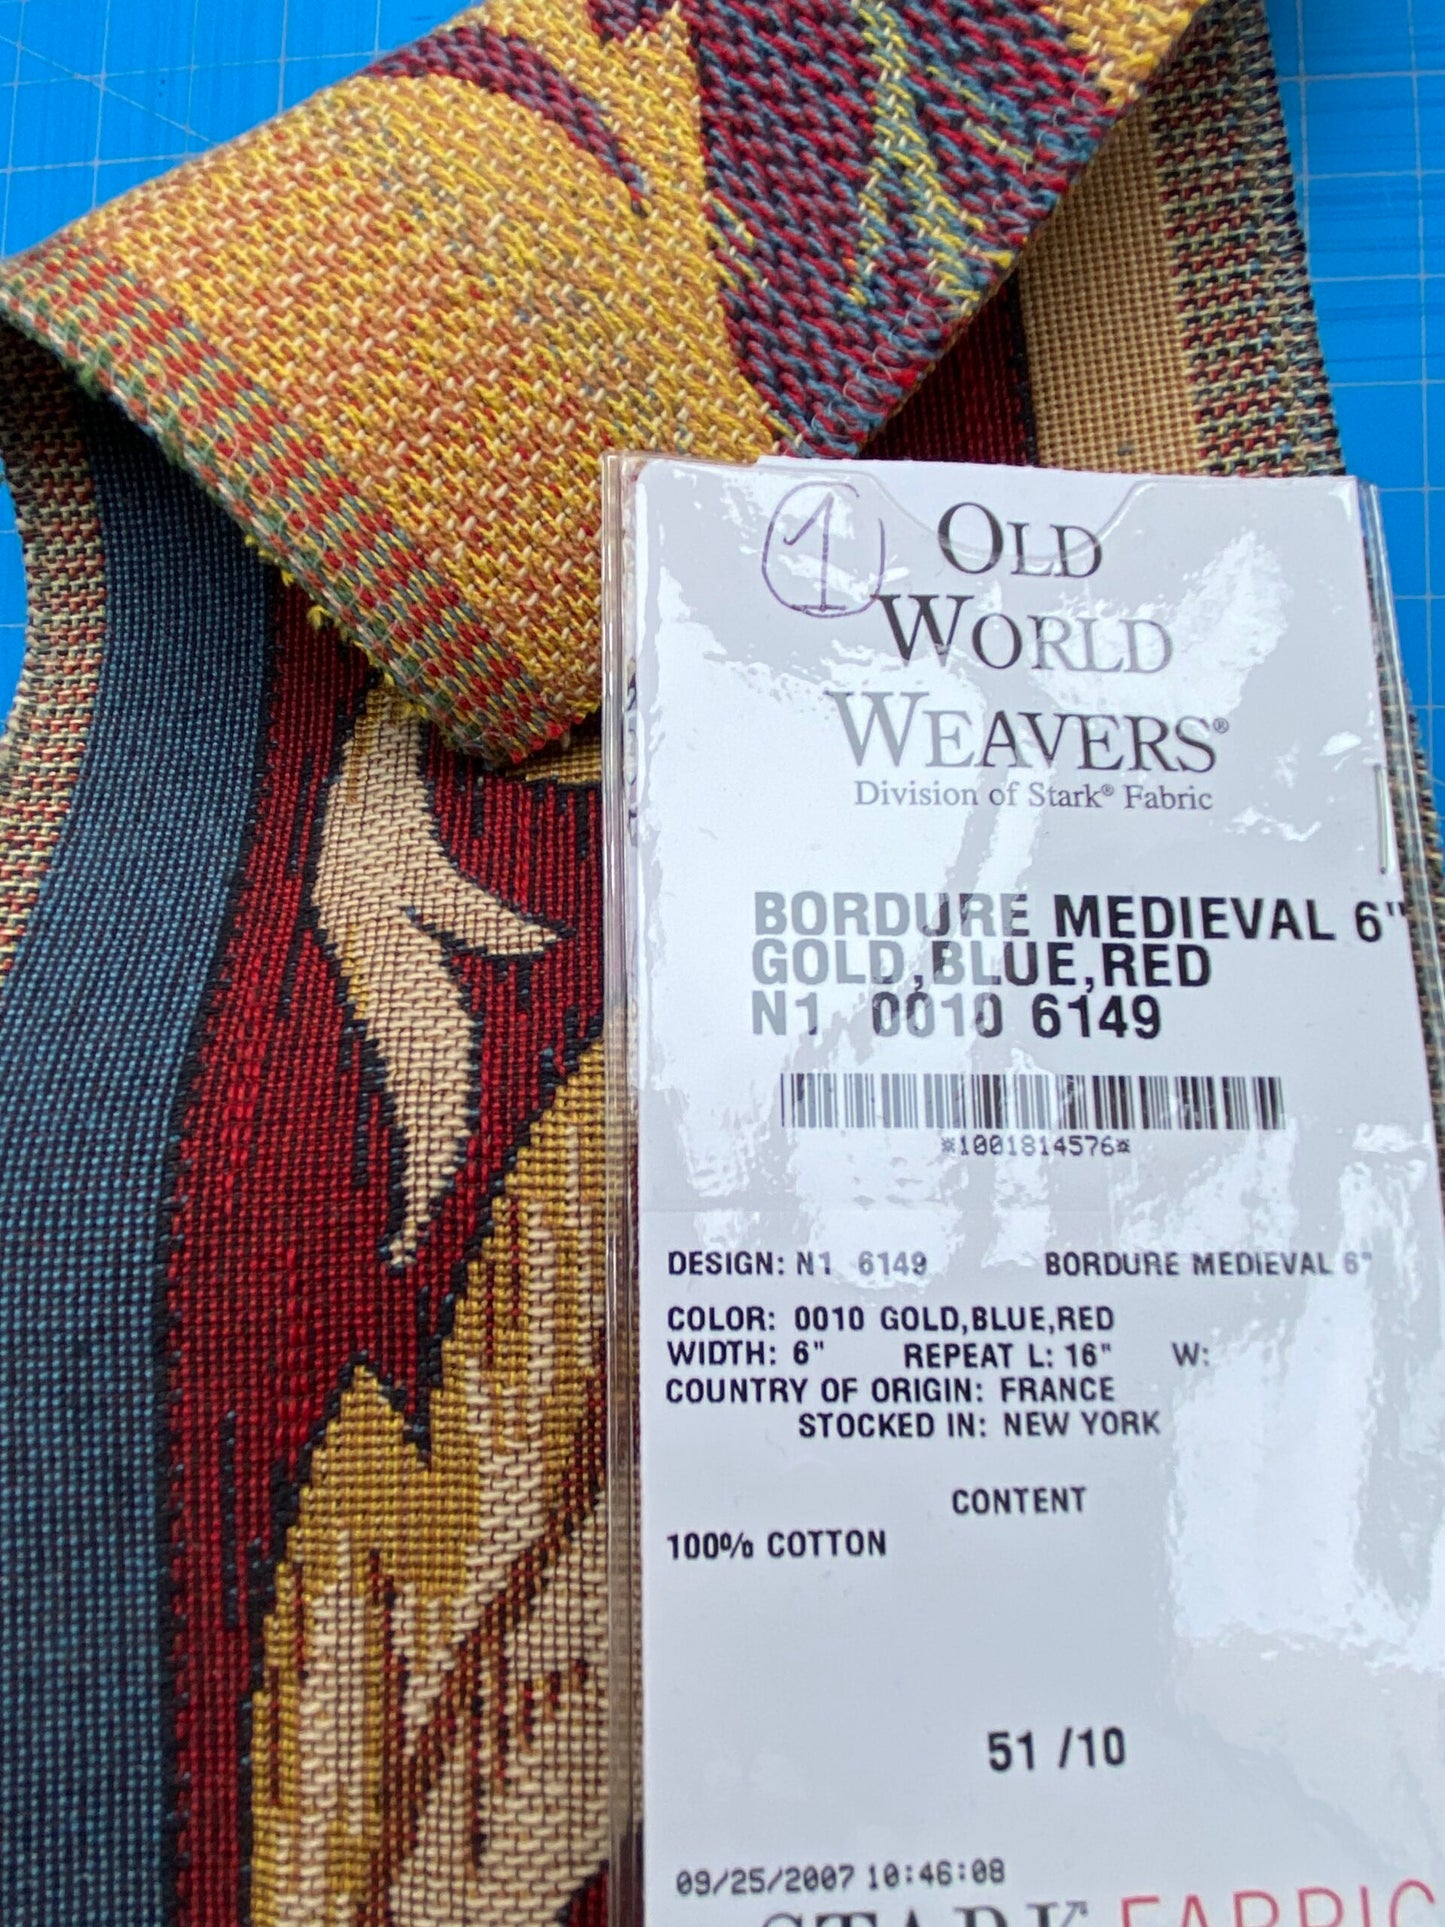 1
OLD
WORLD
WEAVERS®
Division of Stark® Fabric
BORDURE MEDIEVAL 6"
GOLD,BLUE,RED
N1 0010 6149
*1001814576*
DESIGN: N1 6149 BORDURE MEDIEVAL 6"
COLOR: 0010 GOLD,BLUE,RED
WIDTH: 6" REPEAT L: 16" W:
COUNTRY OF ORIGIN: FRANCE
STOCKED IN: NEW YORK
CONTENT
100% COTTON
51 /10
09/25/2007 10:46:08
STARK FABRIC